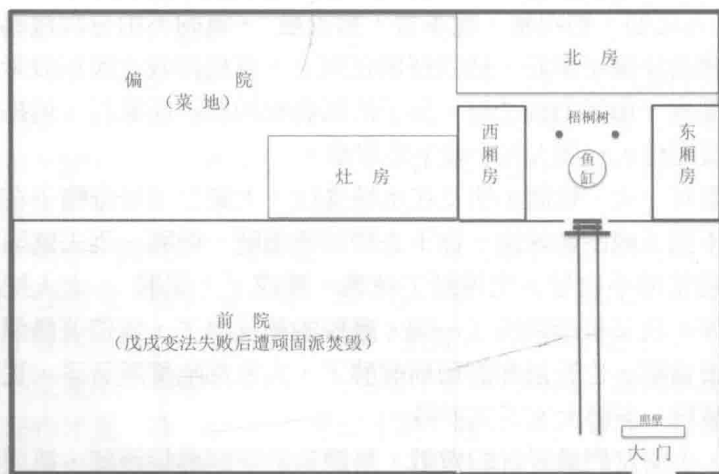 北房
偏院
（菜地）
梧桐树
西厢房
鱼缸
东厢房
灶房
前院
（戊戌变法失败后遭顽固派焚毁）
照壁
大门